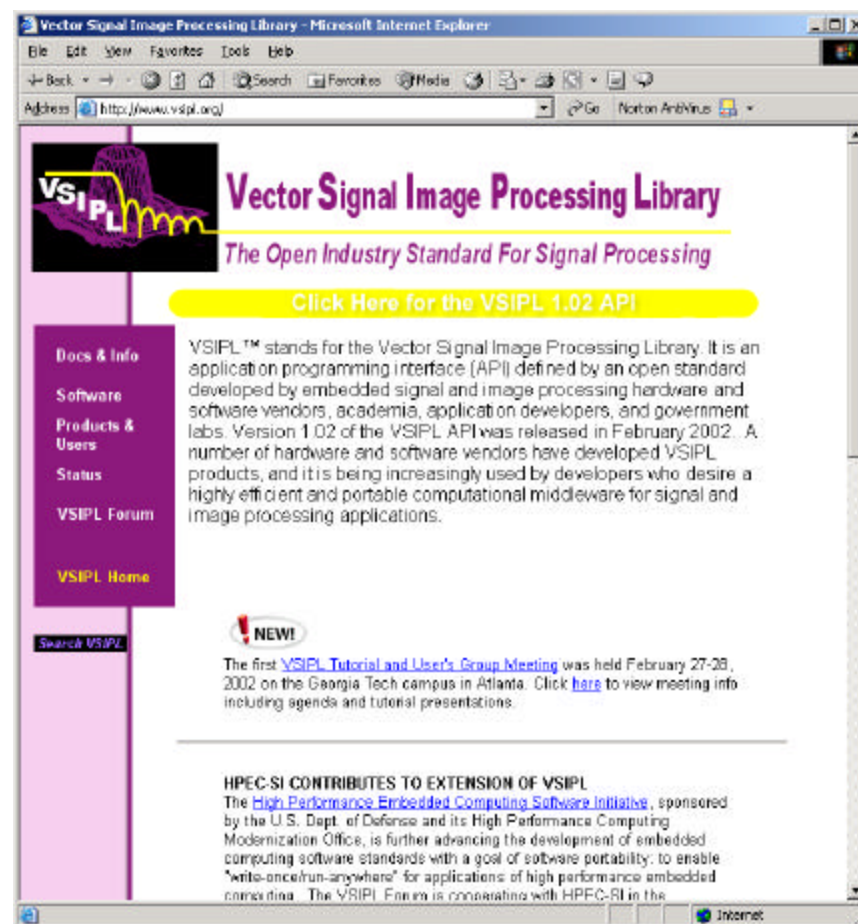 Vector Signal Image Processing Library - Microsoft Internet Explorer
File Edit View Favorites Tools Help
Back Search Favorites Media
Address http://www.vsipl.org/ Go Norton AntiVirus
VSIPL
Vector Signal Image Processing Library
The Open Industry Standard For Signal Processing
Click Here for the VSIPL 1.02 API
Docs & Info
Software
Products &
Users
Status
VSIPL Forum
VSIPL Home
Search VSIPL
VSIPL™ stands for the Vector Signal Image Processing Library. It is an
application programming interface (API) defined by an open standard
developed by embedded signal and image processing hardware and
software vendors, academia, application developers, and government
labs. Version 1.02 of the VSIPL API was released in February 2002. A
number of hardware and software vendors have developed VSIPL
products, and it is being increasingly used by developers who desire a
highly efficient and portable computational middleware for signal and
image processing applications.
NEW!
The first VSIPL Tutorial and User's Group Meeting was held February 27-28,
2002 on the Georgia Tech campus in Atlanta. Click here to view meeting info
including agenda and tutorial presentations.
HPEC-SI CONTRIBUTES TO EXTENSION OF VSIPL
The High Performance Embedded Computing Software Initiative, sponsored
by the U.S. Dept. of Defense and its High Performance Computing
Modernization Office, is further advancing the development of embedded
computing software standards with a goal of software portability: to enable
"write-once/run-anywhere" for applications of high performance embedded
computing. The VSIPL Forum is cooperating with HPEC-SI in the
Internet